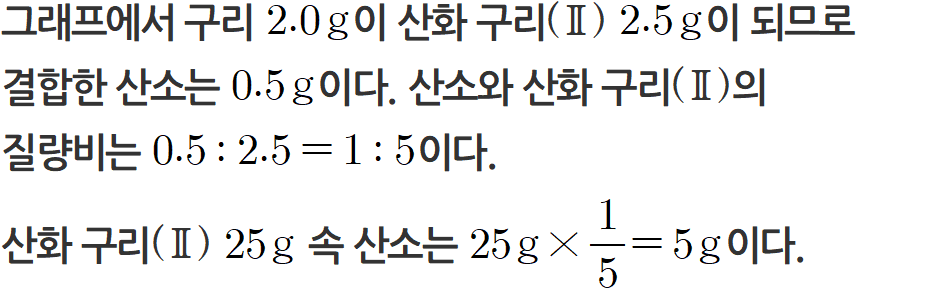 그래프에서 구리 2.0 g이 산화 구리(Ⅱ) 2.5 g이 되므로
결합한 산소는 0.5 g이다. 산소와 산화 구리(Ⅱ)의
질량비는 0.5 : 2.5 = 1 : 5이다.
산화 구리(Ⅱ) 25 g 속 산소는 25 g × 1/5 = 5 g이다.